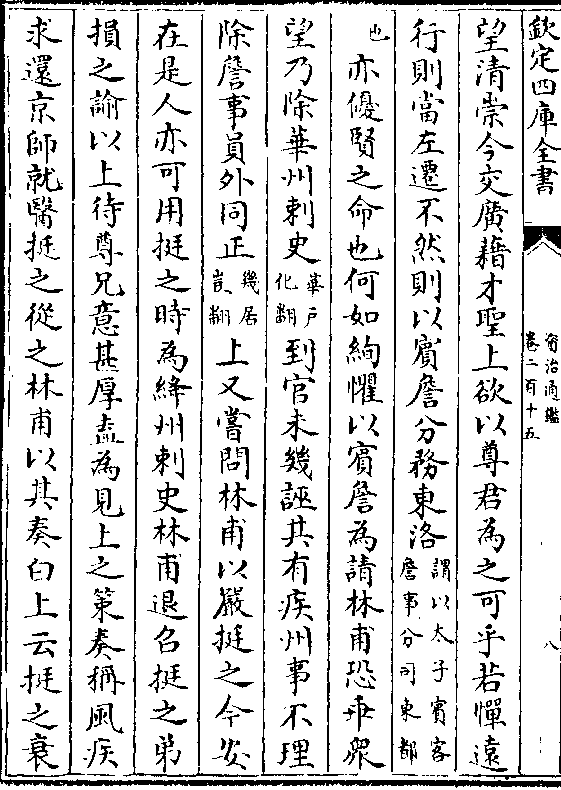 欽定四庫全書
資治通鑑
卷二百十五
八
望清崇今交廣藉才聖上欲以尊君為之可乎若憚遠
行則當左遷不然則以賓詹分務東洛謂以太子賓客詹事分司東都
也亦優賢之命也何如絢懼以賓詹為請林甫恐乖衆
望乃除華州刺史華户化翻到官未幾誣其有疾州事不理
除詹事員外同正幾居豈翻上又嘗問林甫以嚴挺之今安
在是人亦可用挺之時為絳州刺史林甫退召挺之弟
損之諭以上待尊兄意甚厚盍為見上之策奏稱風疾
求還京師就醫挺之從之林甫以其奏白上云挺之衰